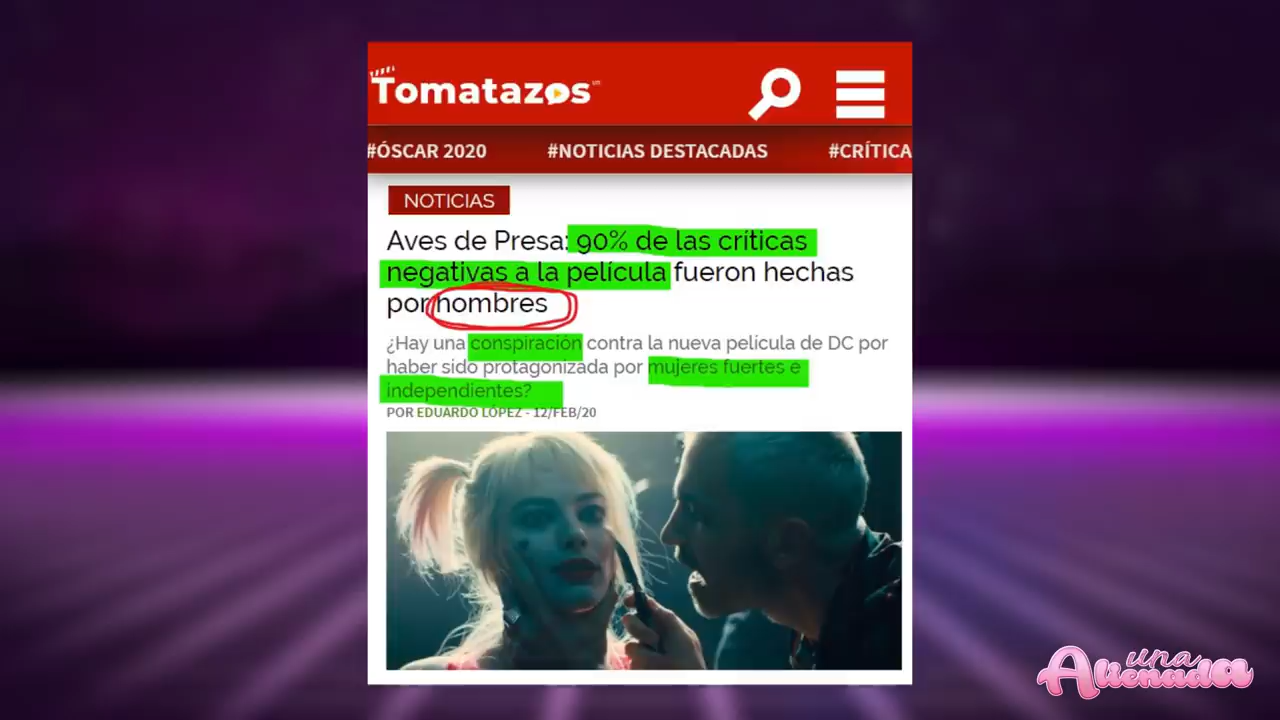 Tomatazos
#ÓSCAR 2020 #NOTICIAS DESTACADAS #CRÍTICA
NOTICIAS
Aves de Presa: 90% de las críticas
negativas a la película fueron hechas
por hombres
¿Hay una conspiración contra la nueva película de DC por
haber sido protagonizada por mujeres fuertes e
independientes?
POR EDUARDO LÓPEZ - 12/FEB/20
una
Alienada